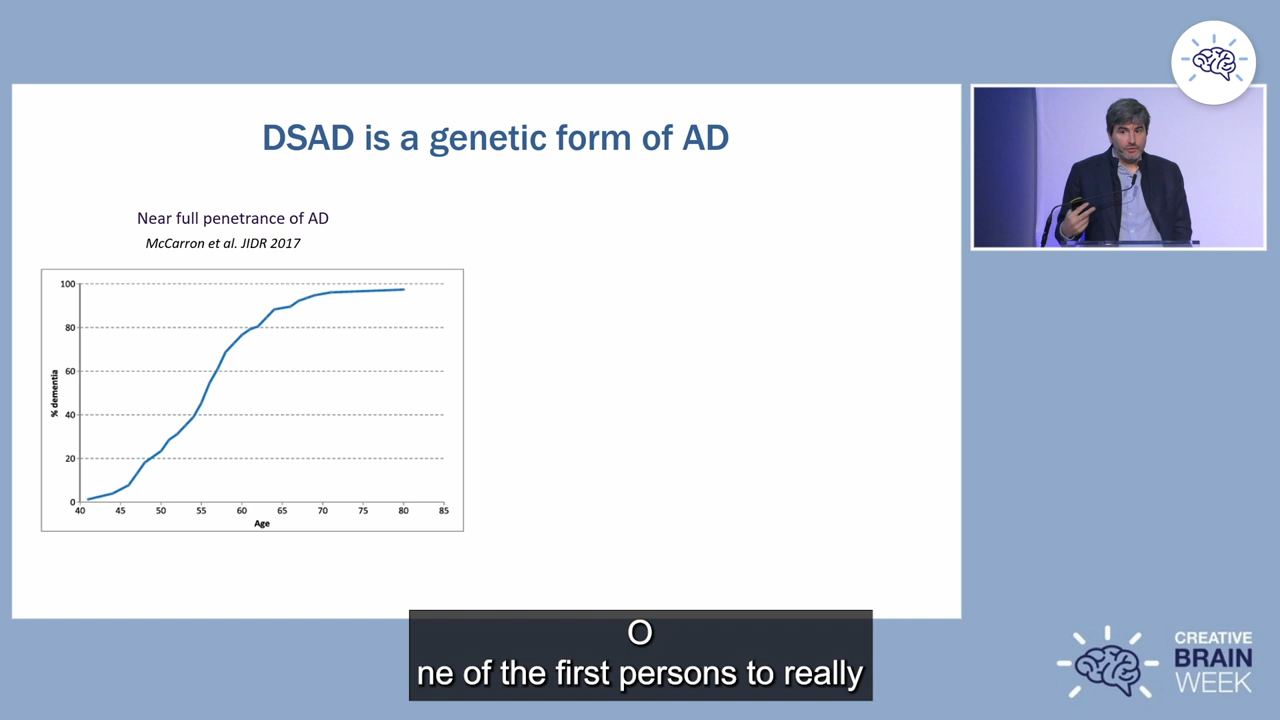 DSAD is a genetic form of AD
Near full penetrance of AD
McCarron et al. JIDR 2017
100
80
60
40
20
0
% dementia
40 45 50 55 60 65 70 75 80 85
Age
O
ne of the first persons to really
CREATIVE
BRAIN
WEEK